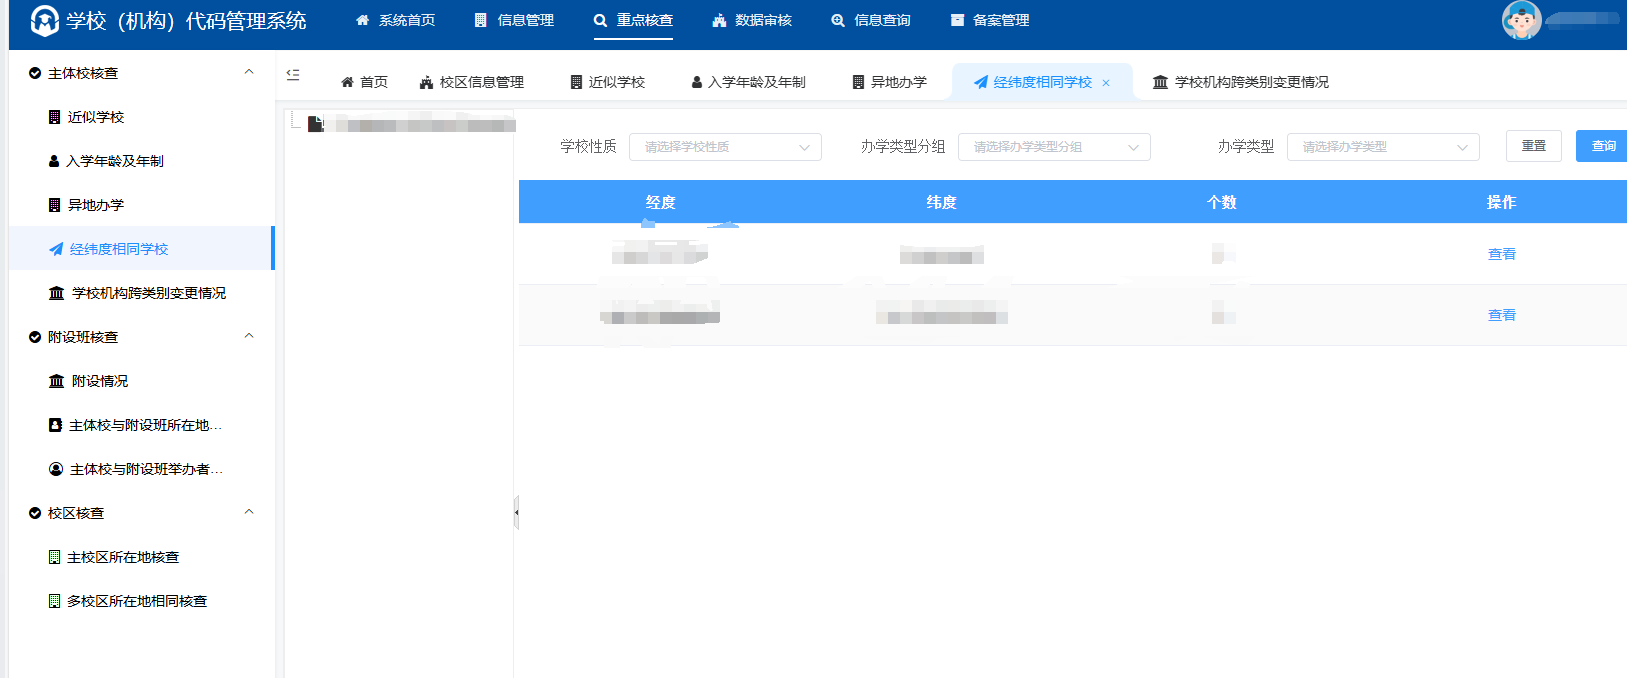 学校（机构）代码管理系统 系统首页 信息管理 重点核查 数据审核 信息查询 备案管理
主体校核查
近似学校
入学年龄及年制
异地办学
经纬度相同学校
学校机构跨类别变更情况
附设班核查
附设情况
主体校与附设班所在地...
主体校与附设班举办者...
校区核查
主校区所在地核查
多校区所在地相同核查
首页 校区信息管理 近似学校 入学年龄及年制 异地办学 经纬度相同学校 × 学校机构跨类别变更情况
学校性质 请选择学校性质 办学类型分组 请选择办学类型分组 办学类型 请选择办学类型 重置 查询
经度 纬度 个数 操作
查看
查看